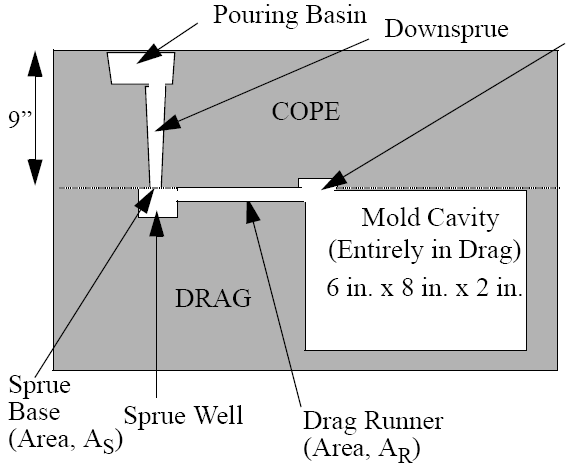 Pouring Basin
Downsprue
9”
COPE
Mold Cavity
(Entirely in Drag)
6 in. x 8 in. x 2 in.
DRAG
Sprue
Base
(Area, AS)
Sprue Well
Drag Runner
(Area, AR)